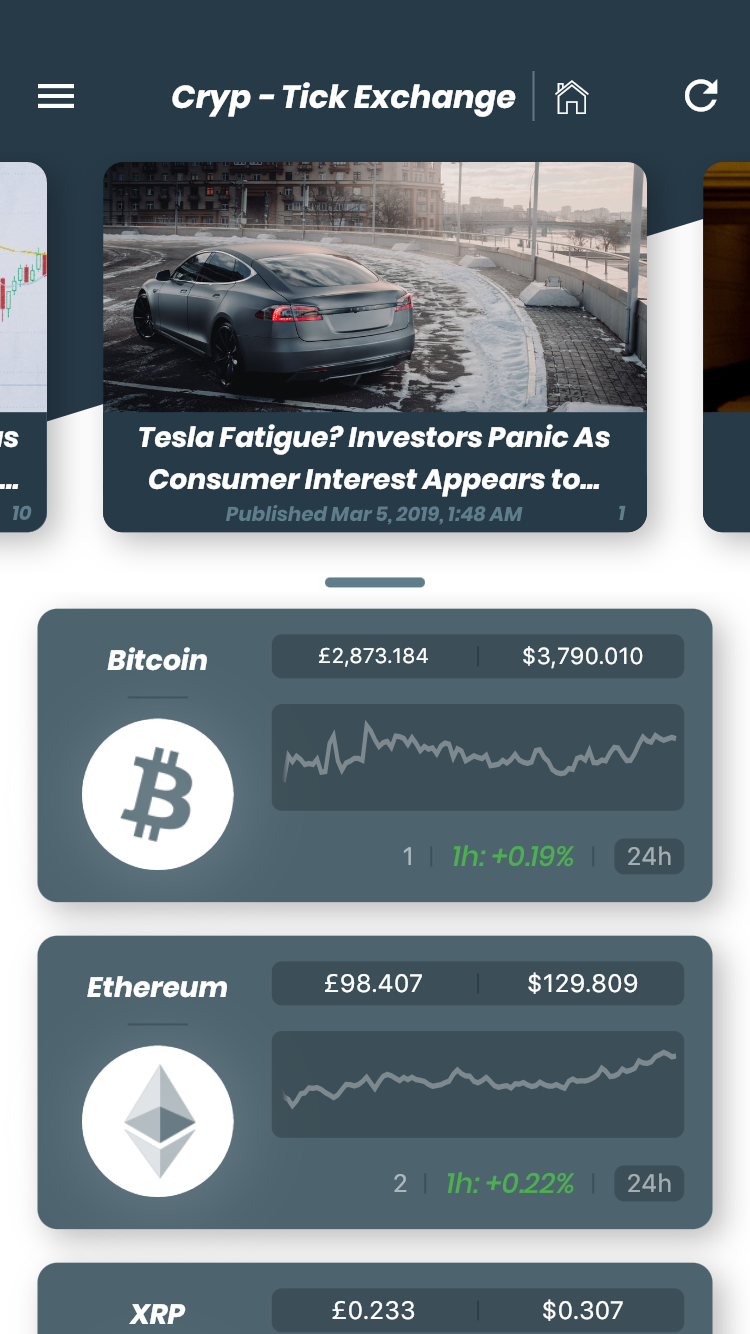 Cryp - Tick Exchange
...
10
Tesla Fatigue? Investors Panic As
Consumer Interest Appears to...
Published Mar 5, 2019, 1:48 AM
1
Bitcoin
£2,873.184
$3,790.010
1
1h: +0.19%
24h
Ethereum
£98.407
$129.809
2
1h: +0.22%
24h
XRP
£0.233
$0.307